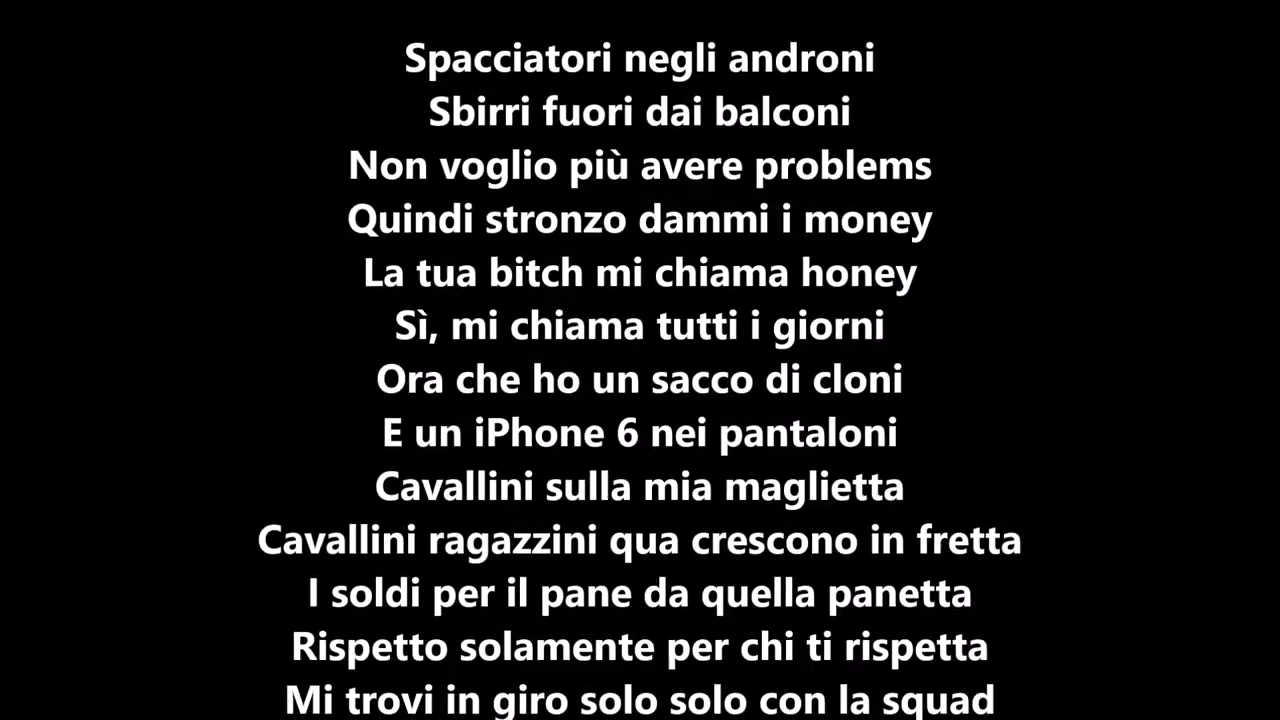 Spacciatori negli androni
Sbirri fuori dai balconi
Non voglio più avere problems
Quindi stronzo dammi i money
La tua bitch mi chiama honey
Sì, mi chiama tutti i giorni
Ora che ho un sacco di cloni
E un iPhone 6 nei pantaloni
Cavallini sulla mia maglietta
Cavallini ragazzini qua crescono in fretta
I soldi per il pane da quella panetta
Rispetto solamente per chi ti rispetta
Mi trovi in giro solo solo con la squad